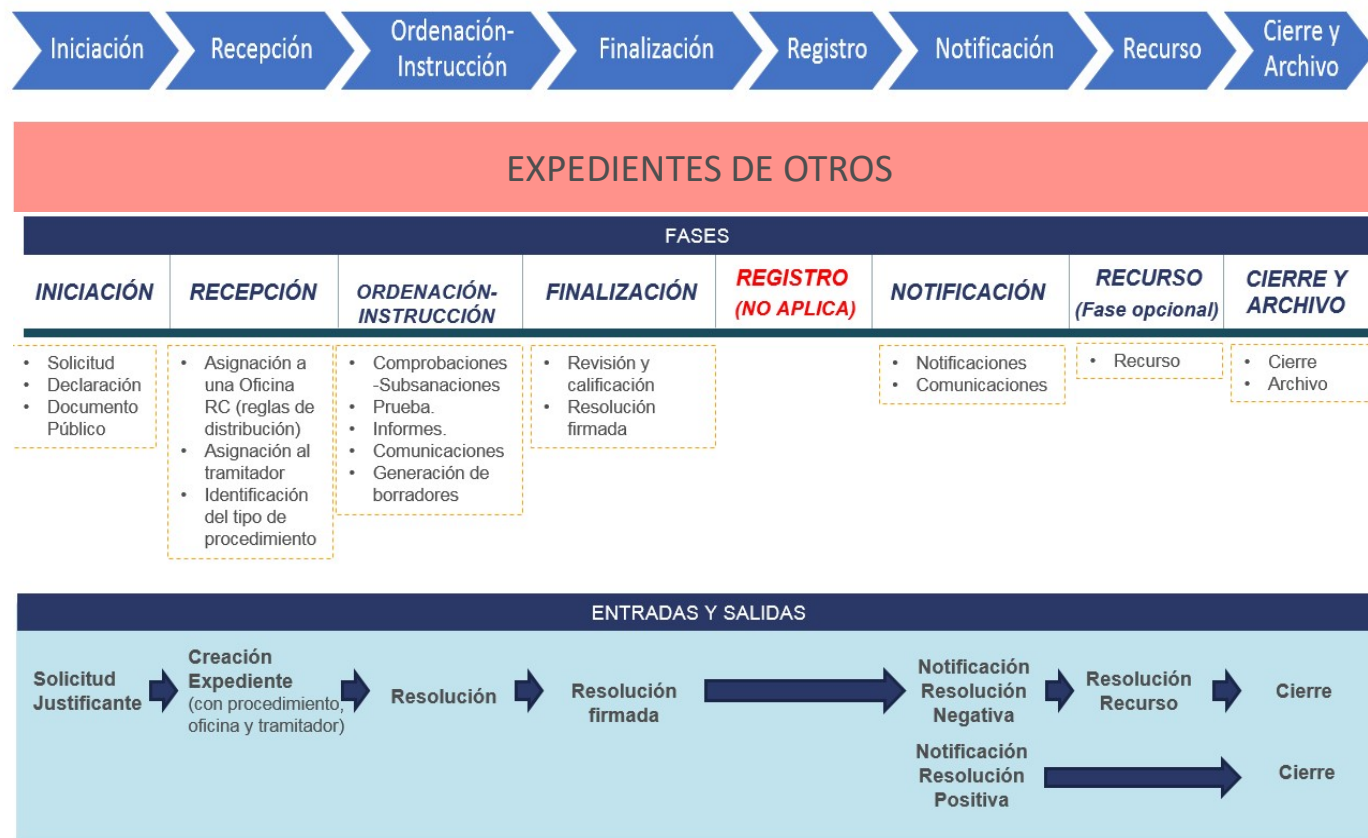 Iniciación
Recepción
Ordenación-
Instrucción
Finalización
Registro
Notificación
Recurso
Cierre y
Archivo
EXPEDIENTES DE OTROS
FASES
INICIACIÓN
RECEPCIÓN
ORDENACIÓN-
INSTRUCCIÓN
FINALIZACIÓN
REGISTRO
(NO APLICA)
NOTIFICACIÓN
RECURSO
(Fase opcional)
CIERRE Y
ARCHIVO
• Solicitud
• Declaración
• Documento
Público
• Asignación a
una Oficina
RC (reglas de
distribución)
• Asignación al
tramitador
• Identificación
del tipo de
procedimiento
• Comprobaciones
-Subsanaciones
• Prueba.
• Informes.
• Comunicaciones
• Generación de
borradores
• Revisión y
calificación
• Resolución
firmada
• Notificaciones
• Comunicaciones
• Recurso
• Cierre
• Archivo
ENTRADAS Y SALIDAS
Solicitud
Justificante
Creación
Expediente
(con procedimiento,
oficina y tramitador)
Resolución
Resolución
firmada
Notificación
Resolución
Negativa
Resolución
Recurso
Cierre
Notificación
Resolución
Positiva
Cierre